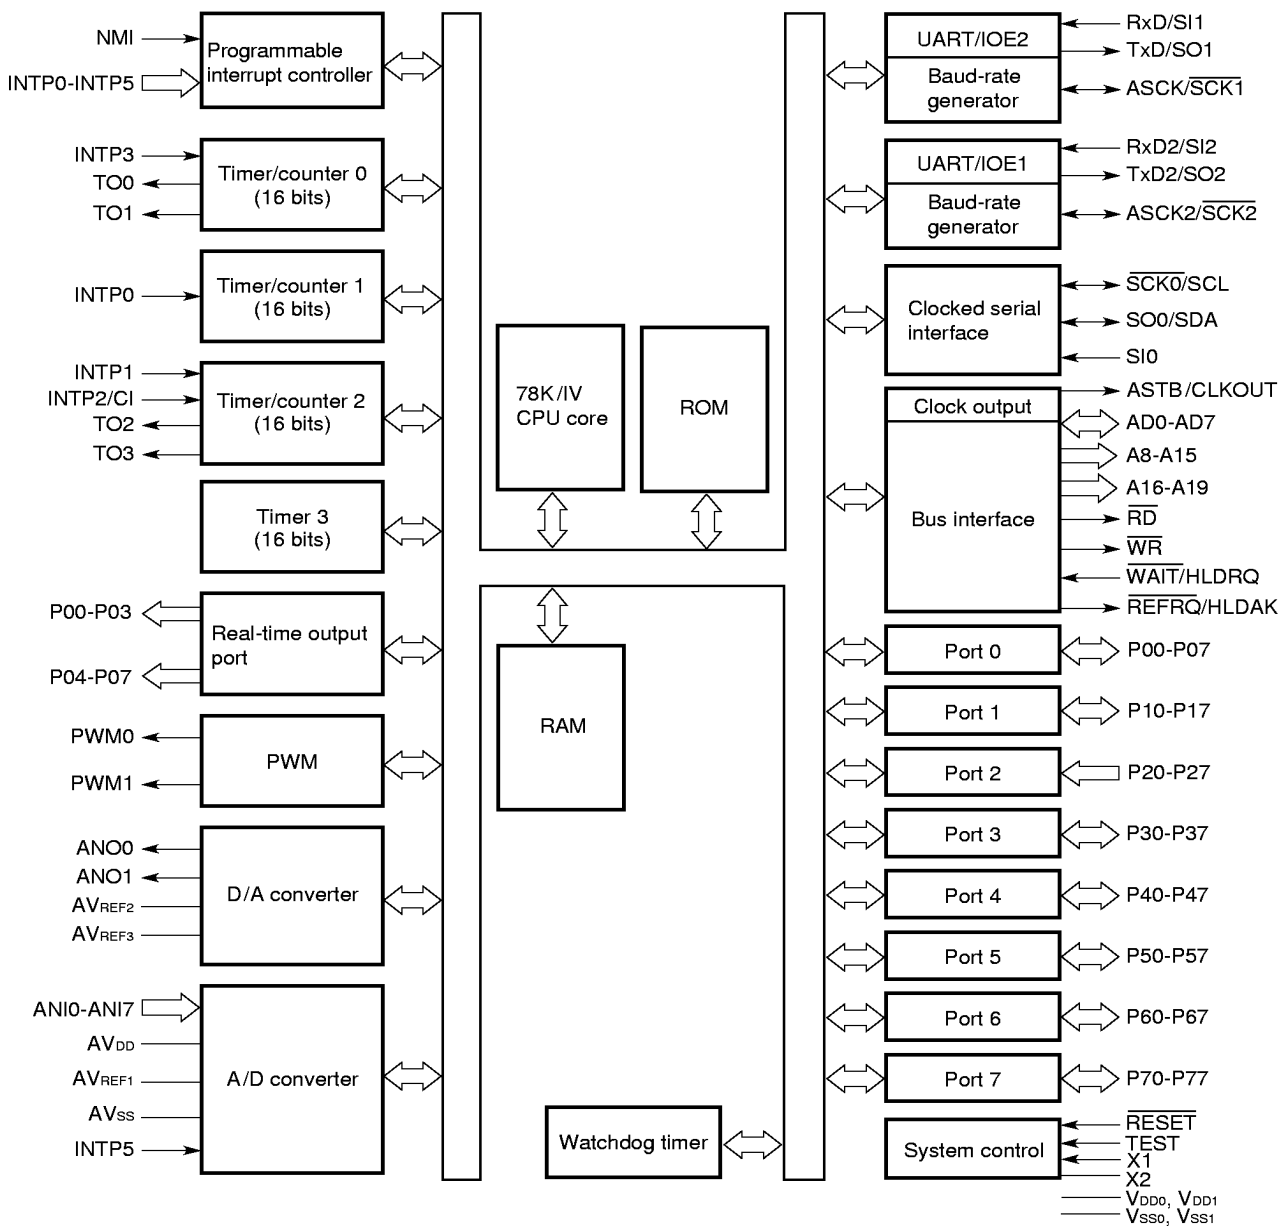 NMI
INTP0-INTP5
Programmable
interrupt controller
INTP3
TO0
TO1
Timer/counter 0
(16 bits)
INTP0
Timer/counter 1
(16 bits)
INTP1
INTP2/CI
TO2
TO3
Timer/counter 2
(16 bits)
Timer 3
(16 bits)
P00-P03
P04-P07
Real-time output
port
PWM0
PWM1
PWM
ANO0
ANO1
AVREF2
AVREF3
D/A converter
ANI0-ANI7
AVDD
AVREF1
AVSS
INTP5
A/D converter
78K/IV
CPU core
ROM
RAM
Watchdog timer
UART/IOE2
Baud-rate
generator
RxD/SI1
TxD/SO1
ASCK/SCK1
UART/IOE1
Baud-rate
generator
RxD2/SI2
TxD2/SO2
ASCK2/SCK2
Clocked serial
interface
SCK0/SCL
SO0/SDA
SI0
Clock output
Bus interface
ASTB/CLKOUT
AD0-AD7
A8-A15
A16-A19
RD
WR
WAIT/HLDRQ
REFRQ/HLDAK
Port 0
P00-P07
Port 1
P10-P17
Port 2
P20-P27
Port 3
P30-P37
Port 4
P40-P47
Port 5
P50-P57
Port 6
P60-P67
Port 7
P70-P77
System control
RESET
TEST
X1
X2
VDD0, VDD1
VSS0, VSS1